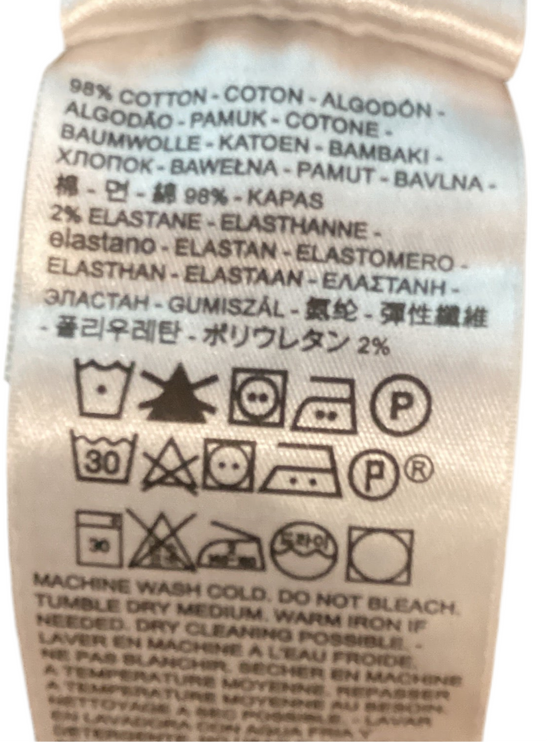 98% COTTON - COTON - ALGODÓN -
ALGODÃO - PAMUK - COTONE -
BAUMWOLLE - KATOEN - BAMBAKI -
ХЛОПОК - BAWEŁNA - PAMUT - BAVLNA -
棉 - 면 - 綿 98% - KAPAS
2% ELASTANE - ELASTHANNE -
elastano - ELASTAN - ELASTOMERO -
ELASTHAN - ELASTAAN - ΕΛΑΣΤΑΝΗ -
ЭЛАСТАН - GUMISZÁL - 氨纶 - 彈性纖維
- 폴리우레탄 - ポリウレタン 2%
P
30 P ®
30 드라이
MACHINE WASH COLD. DO NOT BLEACH.
TUMBLE DRY MEDIUM. WARM IRON IF
NEEDED. DRY CLEANING POSSIBLE. -
LAVER EN MACHINE A L'EAU FROIDE.
NE PAS BLANCHIR. SECHER EN MACHINE
A TEMPERATURE MOYENNE. REPASSER
A TEMPERATURE MOYENNE AU BESOIN.
NETTOYAGE A SEC POSSIBLE. - LAVAR
EN LAVADORA CON AGUA FRIA Y